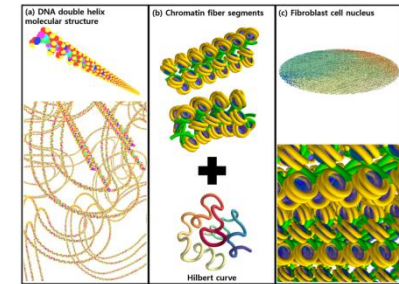 (a) DNA double helix
molecular structure
(b) Chromatin fiber segments
Hilbert curve
(c) Fibroblast cell nucleus